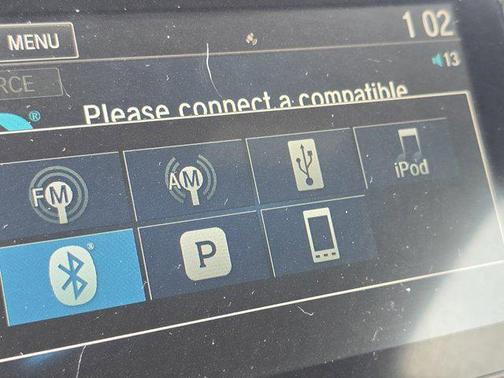 MENU
1 02
RCE
13
®
Please connect a compatible
FM
AM
iPod
®
P